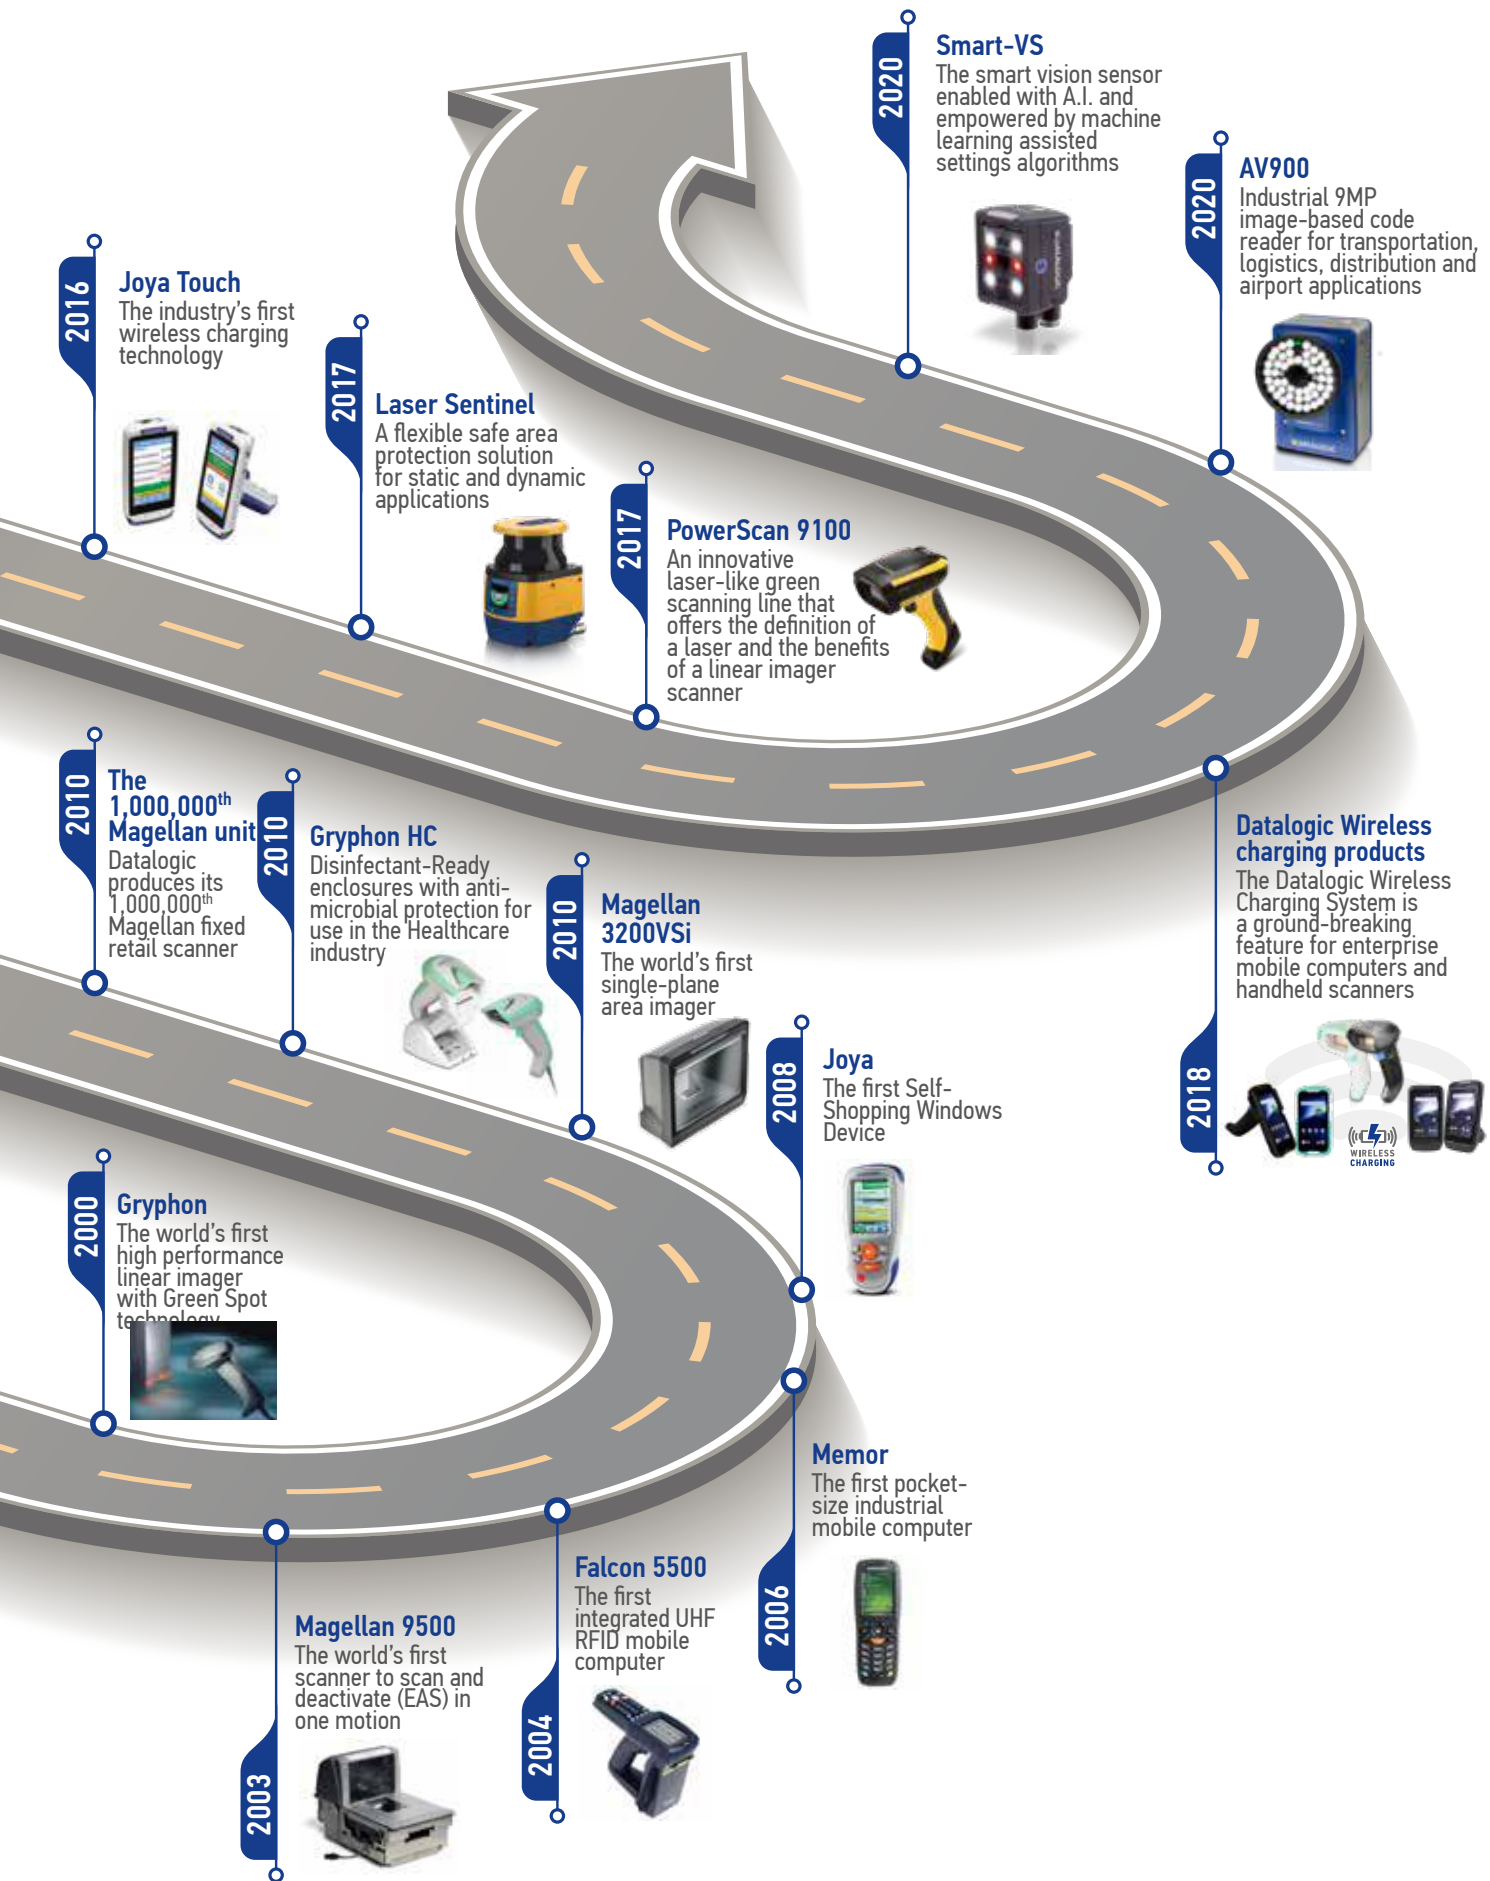 2020
Smart-VS
The smart vision sensor
enabled with A.I. and
empowered by machine
learning assisted
settings algorithms
2020
AV900
Industrial 9MP
image-based code
reader for transportation,
logistics, distribution and
airport applications
2016
Joya Touch
The industry's first
wireless charging
technology
2017
Laser Sentinel
A flexible safe area
protection solution
for static and dynamic
applications
2017
PowerScan 9100
An innovative
laser-like green
scanning line that
offers the definition of
a laser and the benefits
of a linear imager
scanner
2010
The
1,000,000th
Magellan unit
Datalogic
produces its
1,000,000th
Magellan fixed
retail scanner
2010
Gryphon HC
Disinfectant-Ready
enclosures with anti-
microbial protection for
use in the Healthcare
industry
2010
Magellan
3200VSi
The world's first
single-plane
area imager
2008
Joya
The first Self-
Shopping Windows
Device
2018
Datalogic Wireless
charging products
The Datalogic Wireless
Charging System is
a ground-breaking
feature for enterprise
mobile computers and
handheld scanners
WIRELESS
CHARGING
2000
Gryphon
The world's first
high performance
linear imager
with Green Spot
technology
2003
Magellan 9500
The world's first
scanner to scan and
deactivate (EAS) in
one motion
2004
Falcon 5500
The first
integrated UHF
RFID mobile
computer
2006
Memor
The first pocket-
size industrial
mobile computer